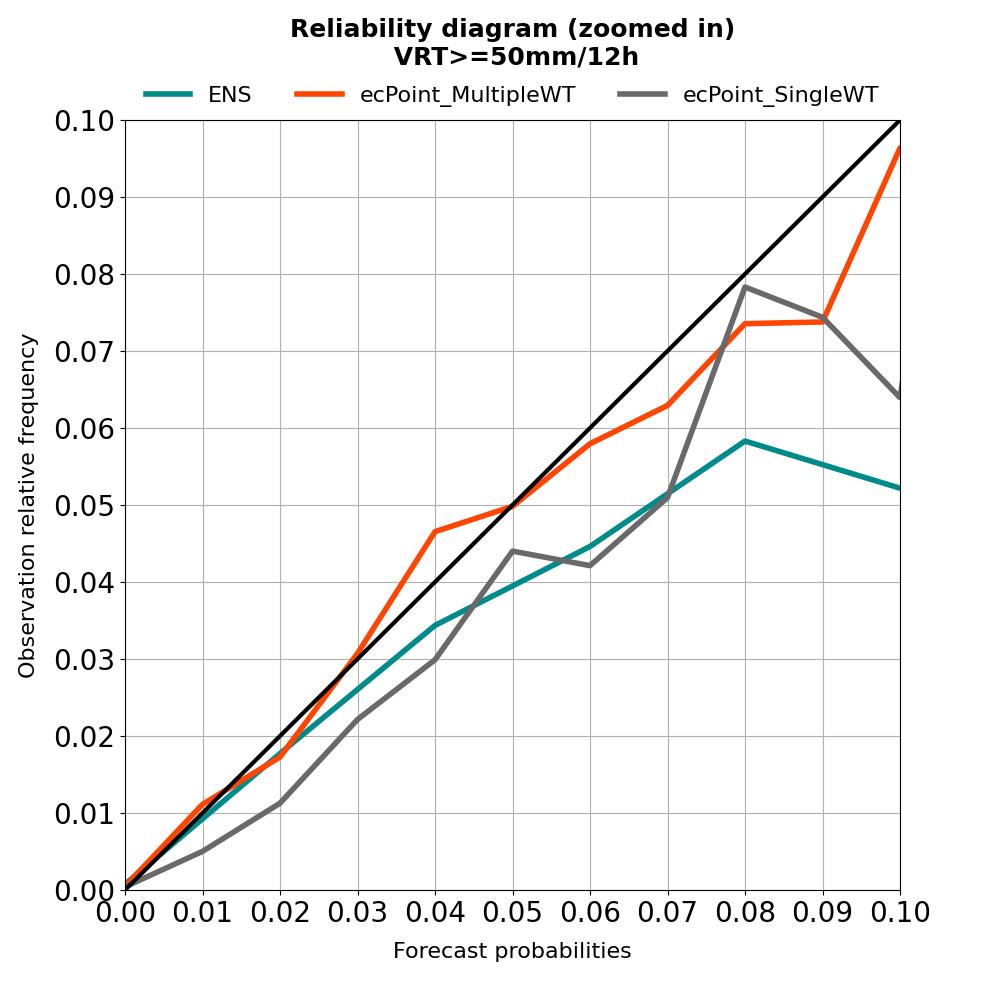 Reliability diagram (zoomed in)
VRT>=50mm/12h
ENS ecPoint_MultipleWT ecPoint_SingleWT
0.10
0.09
0.08
0.07
0.06
0.05
0.04
0.03
0.02
0.01
0.00
Observation relative frequency
0.00 0.01 0.02 0.03 0.04 0.05 0.06 0.07 0.08 0.09 0.10
Forecast probabilities